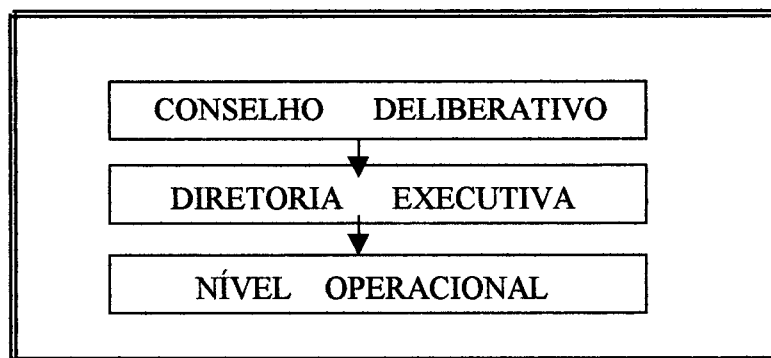 CONSELHO DELIBERATIVO
DIRETORIA EXECUTIVA
NÍVEL OPERACIONAL